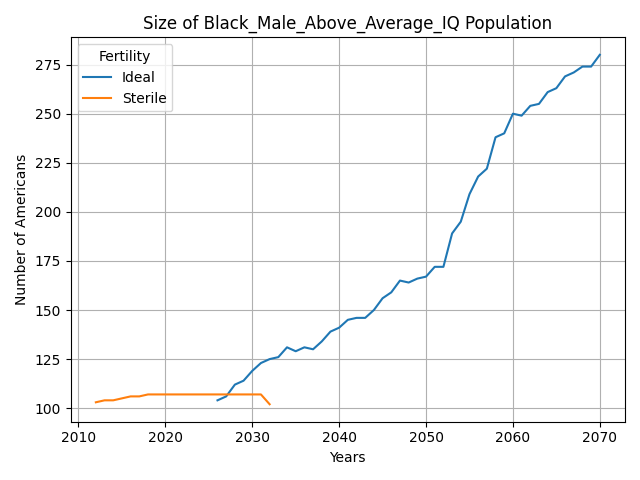 Size of Black_Male_Above_Average_IQ Population
Fertility
Ideal
Sterile
Number of Americans
275
250
225
200
175
150
125
100
2010 2020 2030 2040 2050 2060 2070
Years